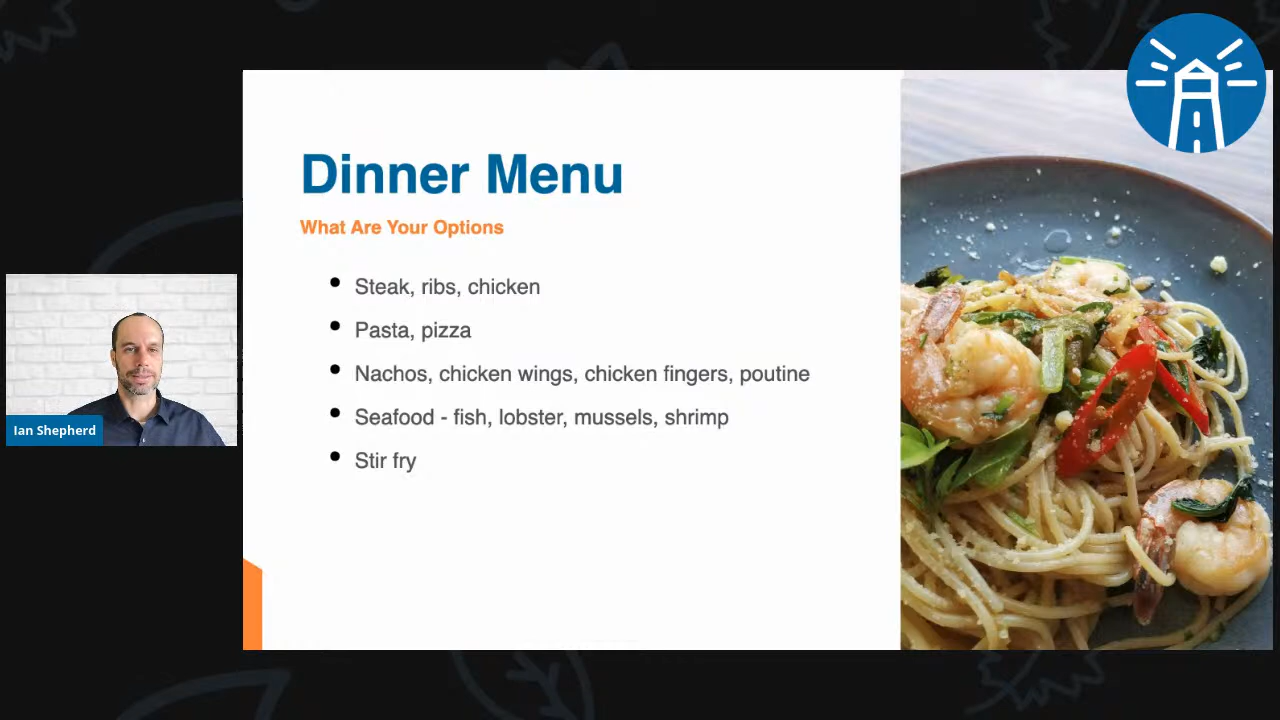 Dinner Menu
What Are Your Options
Steak, ribs, chicken
Pasta, pizza
Nachos, chicken wings, chicken fingers, poutine
Seafood - fish, lobster, mussels, shrimp
Stir fry
Ian Shepherd